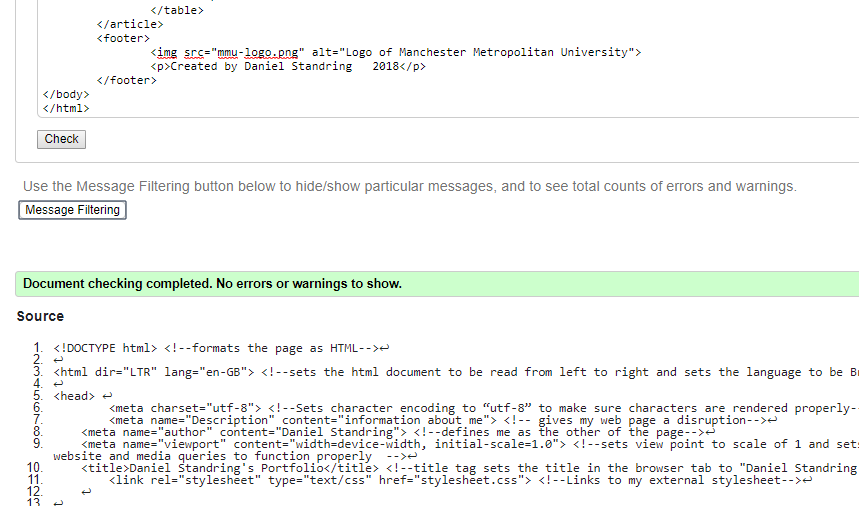 </table>
</article>
<footer>
<img src="mmu-logo.png" alt="Logo of Manchester Metropolitan University">
<p>Created by Daniel Standring   2018</p>
</footer>
</body>
</html>
Check
Use the Message Filtering button below to hide/show particular messages, and to see total counts of errors and warnings.
Message Filtering
Document checking completed. No errors or warnings to show.
Source
1. <!DOCTYPE html> <!--formats the page as HTML-->↩
2. ↩
3. <html dir="LTR" lang="en-GB"> <!--sets the html document to be read from left to right and sets the language to be
4. ↩
5. <head> ↩
6. <meta charset="utf-8"> <!--Sets character encoding to “utf-8” to make sure characters are rendered properly--
7. <meta name="Description" content="information about me"> <!-- gives my web page a disruption-->↩
8. <meta name="author" content="Daniel Standring"> <!--defines me as the other of the page-->↩
9. <meta name="viewport" content="width=device-width, initial-scale=1.0"> <!--sets view point to scale of 1 and
website and media queries to function properly  -->↩
10. <title>Daniel Standring's Portfolio</title> <!--title tag sets the title in the browser tab to "Daniel Standring
11. <link rel="stylesheet" type="text/css" href="stylesheet.css"> <!--Links to my external stylesheet-->↩
12. ↩
13. ↩